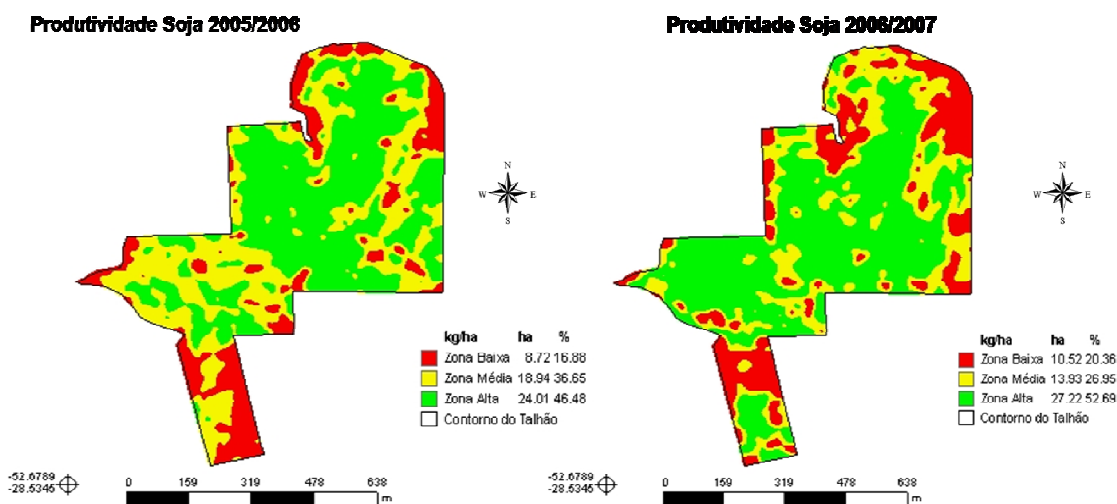 Produtividade Soja 2005/2006
N
W E
S
kg/ha ha %
Zona Baixa 8.72 16.88
Zona Média 18.94 36.65
Zona Alta 24.01 46.48
Contorno do Talhão
-52.6789
-28.5345
0 159 319 478 638
m
Produtividade Soja 2006/2007
N
W E
S
kg/ha ha %
Zona Baixa 10.52 20.36
Zona Média 13.93 26.95
Zona Alta 27.22 52.69
Contorno do Talhão
-52.6789
-28.5345
0 159 319 478 638
m